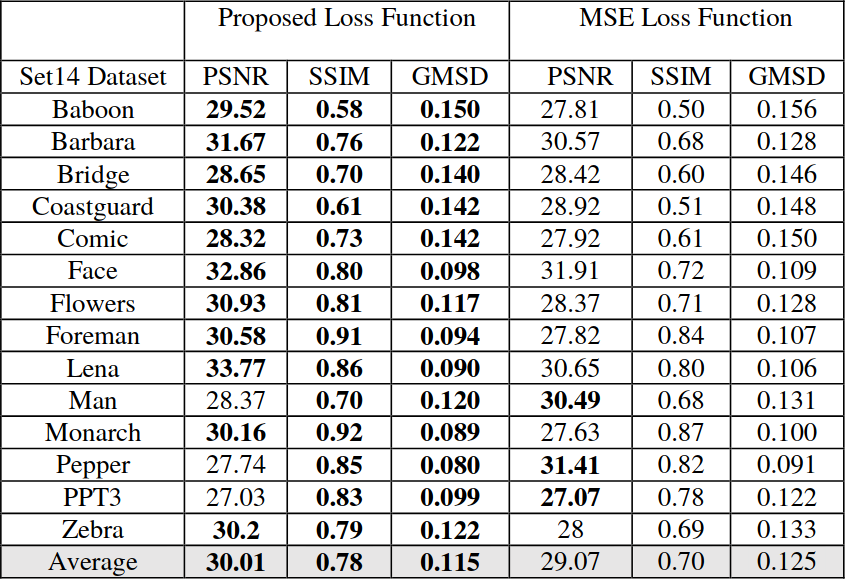 Proposed Loss Function MSE Loss Function
Set14 Dataset PSNR SSIM GMSD PSNR SSIM GMSD
Baboon 29.52 0.58 0.150 27.81 0.50 0.156
Barbara 31.67 0.76 0.122 30.57 0.68 0.128
Bridge 28.65 0.70 0.140 28.42 0.60 0.146
Coastguard 30.38 0.61 0.142 28.92 0.51 0.148
Comic 28.32 0.73 0.142 27.92 0.61 0.150
Face 32.86 0.80 0.098 31.91 0.72 0.109
Flowers 30.93 0.81 0.117 28.37 0.71 0.128
Foreman 30.58 0.91 0.094 27.82 0.84 0.107
Lena 33.77 0.86 0.090 30.65 0.80 0.106
Man 28.37 0.70 0.120 30.49 0.68 0.131
Monarch 30.16 0.92 0.089 27.63 0.87 0.100
Pepper 27.74 0.85 0.080 31.41 0.82 0.091
PPT3 27.03 0.83 0.099 27.07 0.78 0.122
Zebra 30.2 0.79 0.122 28 0.69 0.133
Average 30.01 0.78 0.115 29.07 0.70 0.125